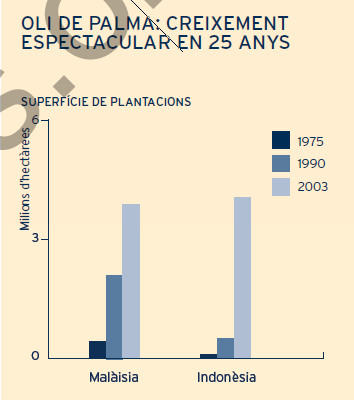 OLI DE PALMA: CREIXEMENT
ESPECTACULAR EN 25 ANYS
SUPERFÍCIE DE PLANTACIONS
6
Milions d'hectàrees
1975
1990
2003
3
0
Malàisia
Indonèsia